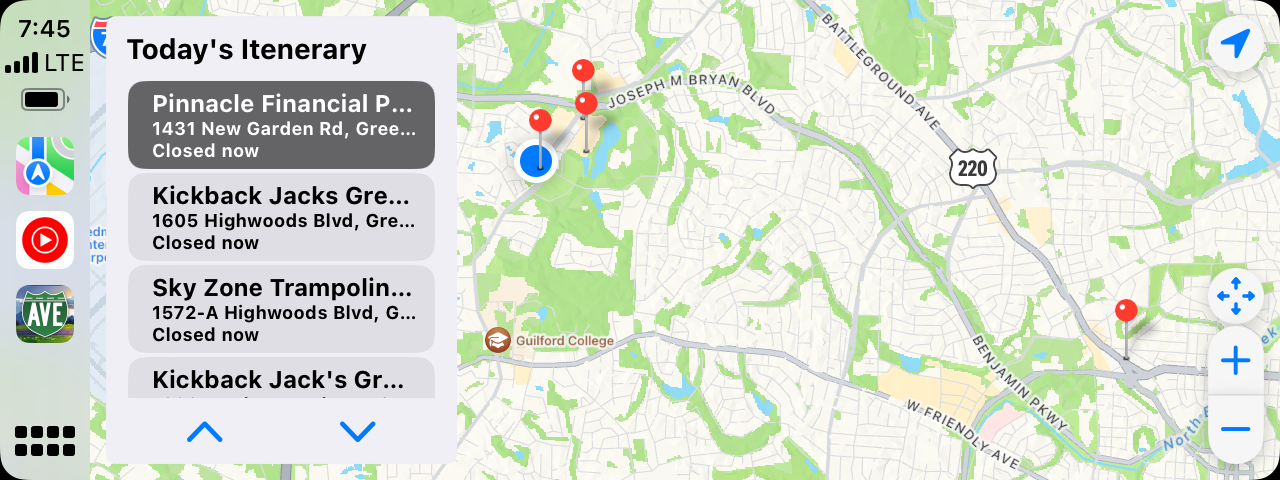 7:45
LTE
Today's Itenerary
Pinnacle Financial P...
1431 New Garden Rd, Gree...
Closed now
Kickback Jacks Gre...
1605 Highwoods Blvd, Gre...
Closed now
Sky Zone Trampolin...
1572-A Highwoods Blvd, G...
Closed now
Kickback Jack's Gr...
AVE
JOSEPH M BRYAN BLVD
BATTLEGROUND AVE
220
Guilford College
BENJAMIN PKWY
W FRIENDLY AVE
North